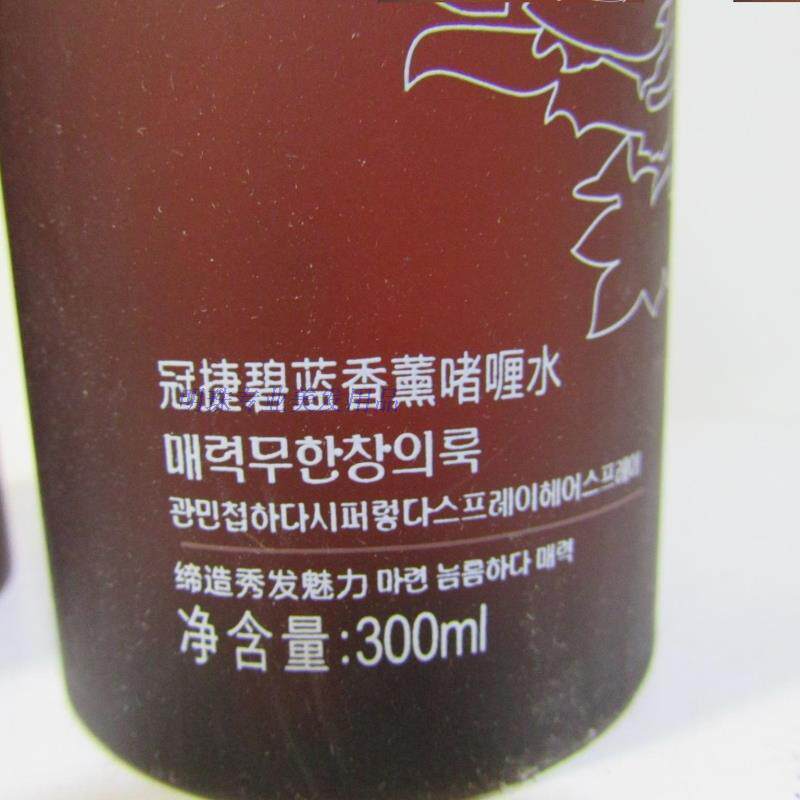 冠捷碧蓝香薰啫喱水
매력무한창의룩
관민첩하다시퍼렇다스프레이헤어스프레이
缔造秀发魅力 마련 늠름하다 매력
净含量:300ml